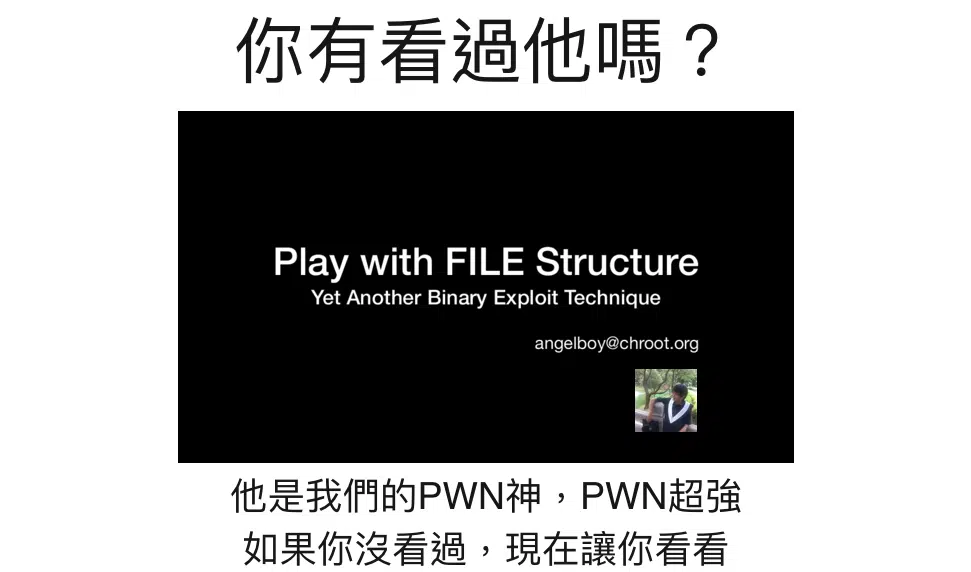 你有看過他嗎？
Play with FILE Structure
Yet Another Binary Exploit Technique
angelboy@chroot.org
他是我們的PWN神，PWN超強
如果你沒看過，現在讓你看看